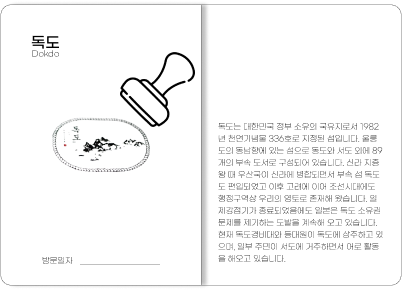 독도
Dokdo
독도
방문일자
독도는 대한민국 정부 소유의 국유지로서 1982
년 천연기념물 336호로 지정된 섬입니다. 울릉
도의 동남향에 있는 섬으로 동도와 서도 외에 89
개의 부속 도서로 구성되어 있습니다. 신라 지증
왕 때 우산국이 신라에 병합되면서 부속 섬 독도
도 편입되었고 이후 고려에 이어 조선시대에도
행정구역상 우리의 영토로 존재해 왔습니다. 일
제강점기가 종료되었음에도 일본은 독도 소유권
문제를 제기하는 도발을 계속해 오고 있습니다.
현재 독도경비대와 등대원이 독도에 상주하고 있
으며, 일부 주민이 서도에 거주하면서 어로 활동
을 해오고 있습니다.